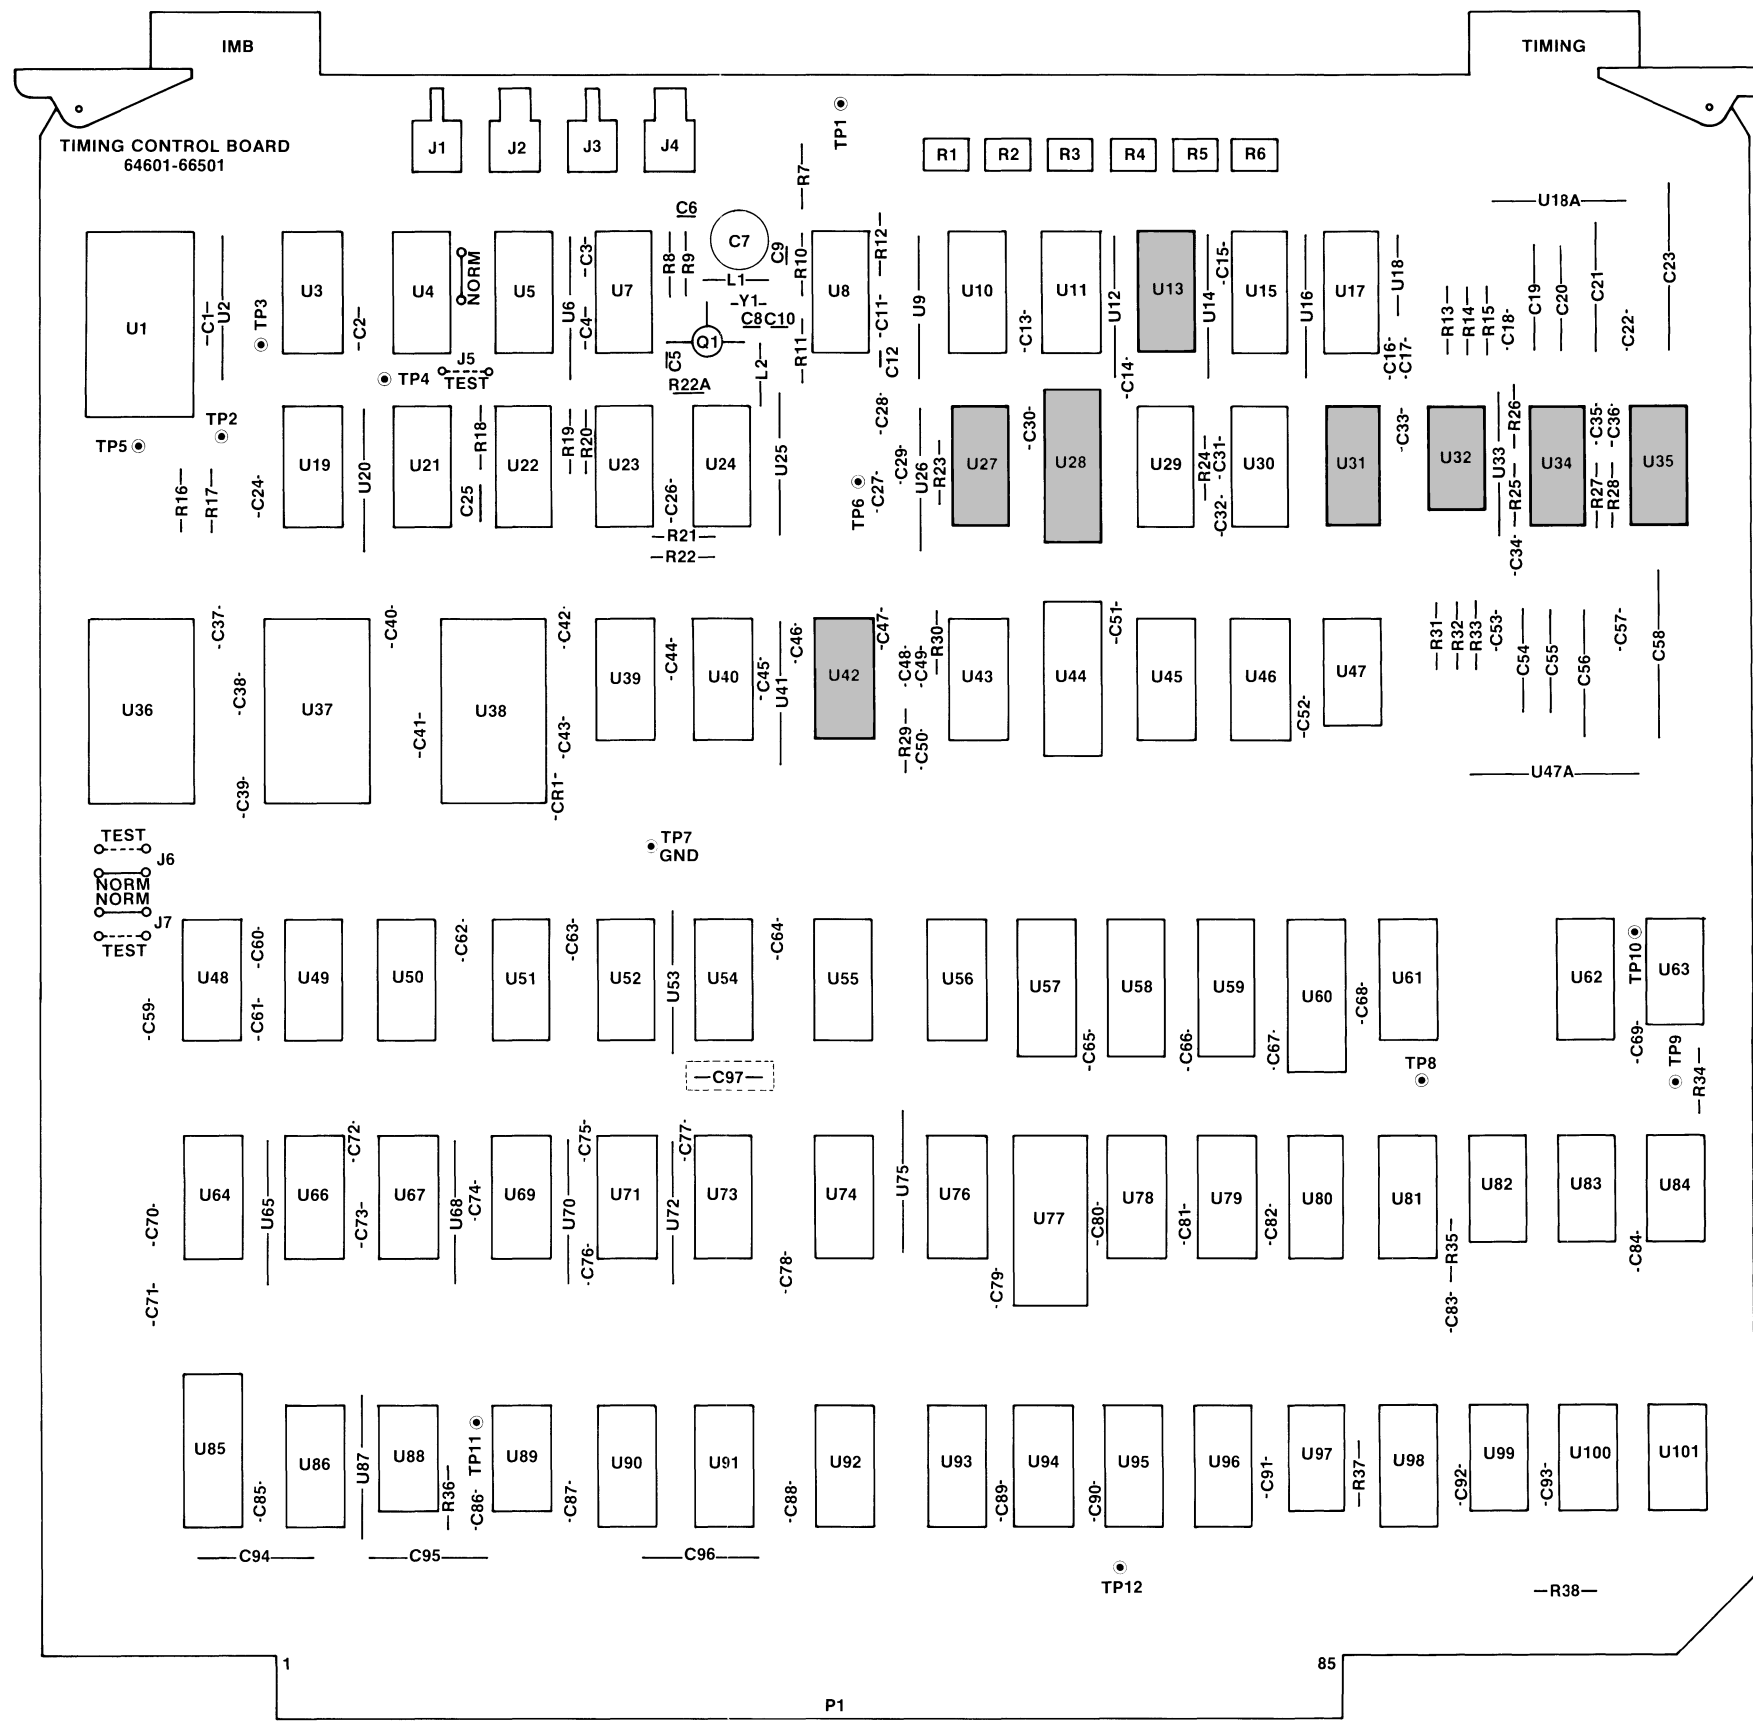 IMB
TIMING
TIMING CONTROL BOARD
64601-66501
J1 J2 J3 J4
TP1
R1 R2 R3 R4 R5 R6
R7
U18A
C6
C7
C9
L1
Y1
C8 C10
Q1
C5
R22A
L2
U1
C1
U2
TP3
U3
C2
U4
NORM
J5
TEST
TP4
U5
U6
C3
C4
U7
R8
R9
R10
R11
U8
R12
C11
C12
U9
U10
C13
U11
U12
C14
U13
U14
C15
U15
U16
U17
U18
C16
C17
R13
R14
R15
C18
C19
C20
C21
C22
C23
TP5
TP2
R16
R17
C24
U19
U20
U21
R18
C25
U22
R19
R20
U23
C26
U24
R21
R22
U25
TP6
C27
C28
C29
U26
R23
U27
C30
U28
U29
R24
C31
C32
U30
U31
C33
U32
U33
R25
R26
C34
U34
R27
R28
C35
C36
U35
U36
C37
C38
C39
U37
C40
C41
U38
C42
C43
CR1
U39
C44
U40
C45
U41
C46
U42
C47
C48
C49
R29
C50
R30
U43
U44
C51
U45
U46
C52
U47
R31
R32
R33
C53
C54
C55
C56
C57
C58
U47A
TEST
J6
NORM
NORM
J7
TEST
TP7
GND
C59
U48
C60
C61
U49
U50
C62
U51
C63
U52
U53
U54
C64
U55
U56
U57
C65
U58
C66
U59
C67
U60
C68
U61
TP8
U62
TP10
C69
U63
TP9
R34
C97
C70
C71
U64
U65
U66
C72
C73
U67
U68
C74
U69
U70
C75
C76
U71
U72
C77
U73
C78
U74
U75
U76
C79
U77
C80
U78
C81
U79
C82
U80
U81
R35
C83
U82
U83
C84
U84
U85
C85
U86
U87
U88
R36
C86
TP11
U89
C87
U90
U91
C88
U92
U93
C89
U94
C90
U95
U96
C91
U97
R37
U98
C92
U99
C93
U100
U101
C94 C95 C96
TP12
R38
1
85
P1